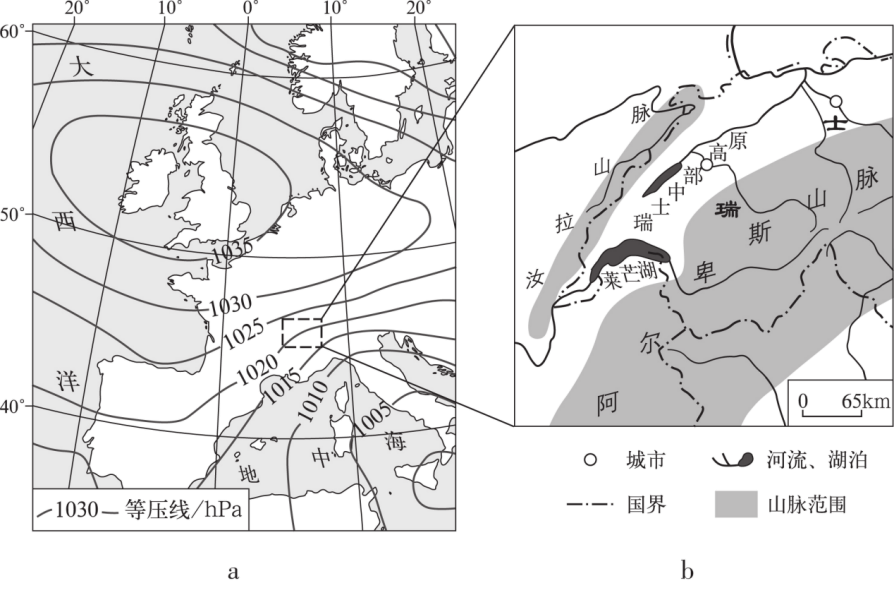 20° 10° 0° 10° 20°
60°
50°
40°
大
西
洋
1035
1030
1025
1020
1015
1010
1005
地
中
海
—1030— 等压线/hPa
a
汝
拉
山
脉
瑞
士
中
部
高
原
瑞
士
莱芒湖
阿
尔
卑
斯
山
脉
0 65km
城市
河流、湖泊
国界
山脉范围
b